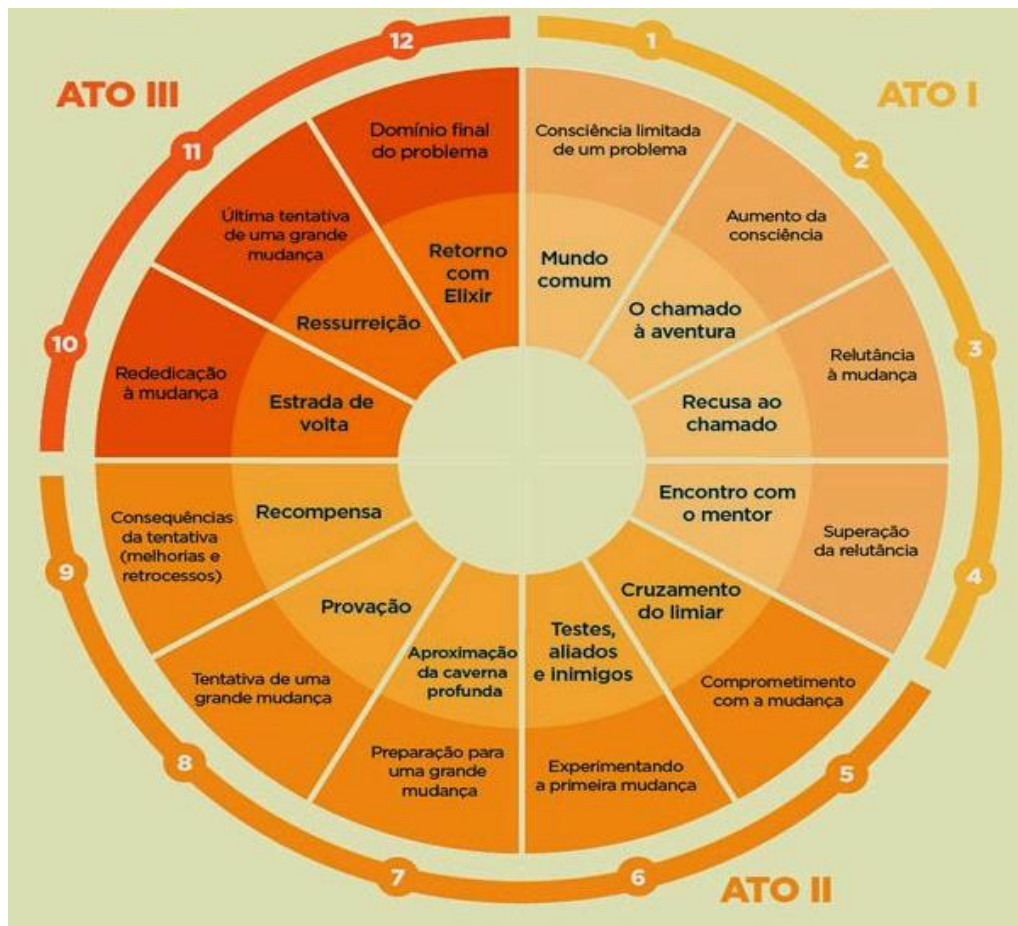 ATO I
1
Consciência limitada
de um problema
Mundo
comum
2
Aumento da
consciência
O chamado
à aventura
3
Relutância
à mudança
Recusa ao
chamado
4
Superação
da relutância
Encontro com
o mentor
ATO II
5
Comprometimento
com a mudança
Cruzamento
do limiar
6
Experimentando
a primeira mudança
Testes,
aliados
e inimigos
7
Preparação para
uma grande
mudança
Aproximação
da caverna
profunda
8
Tentativa de uma
grande mudança
Provação
9
Consequências
da tentativa
(melhorias e
retrocessos)
Recompensa
ATO III
10
Rededicação
à mudança
Estrada de
volta
11
Última tentativa
de uma grande
mudança
Ressurreição
12
Domínio final
do problema
Retorno
com
Elixir